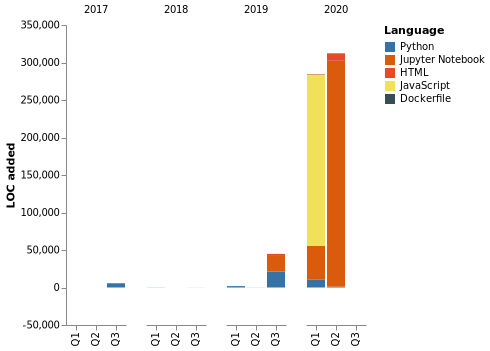 2017 2018 2019 2020
350,000
300,000
250,000
200,000
150,000
100,000
50,000
0
-50,000
LOC added
Q1 Q2 Q3 Q1 Q2 Q3 Q1 Q2 Q3 Q1 Q2 Q3
Language
Python
Jupyter Notebook
HTML
JavaScript
Dockerfile